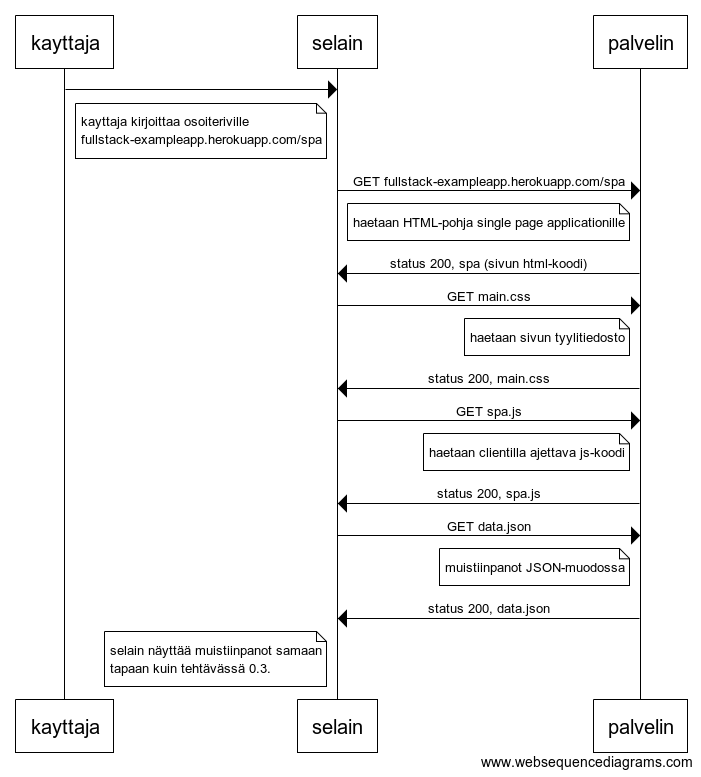 kayttaja selain palvelin
kayttaja kirjoittaa osoiteriville
fullstack-exampleapp.herokuapp.com/spa
GET fullstack-exampleapp.herokuapp.com/spa
haetaan HTML-pohja single page applicationille
status 200, spa (sivun html-koodi)
GET main.css
haetaan sivun tyylitiedosto
status 200, main.css
GET spa.js
haetaan clientilla ajettava js-koodi
status 200, spa.js
GET data.json
muistiinpanot JSON-muodossa
status 200, data.json
selain näyttää muistiinpanot samaan
tapaan kuin tehtävässä 0.3.
kayttaja selain palvelin
www.websequencediagrams.com